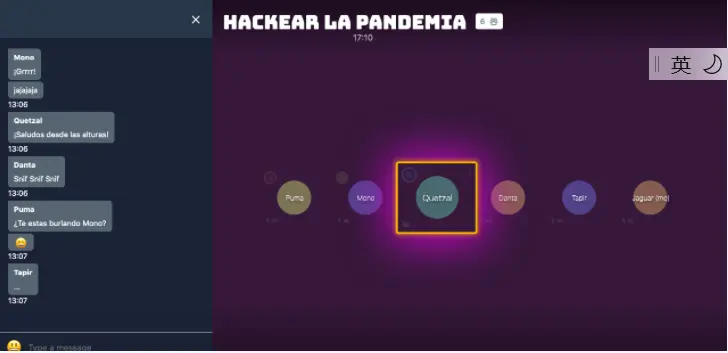 Mono
¡Grrrr!
jajajaja
13:06
Quetzal
¡Saludos desde las alturas!
13:06
Danta
Snif Snif Snif
13:06
Puma
¿Te estas burlando Mono?
13:07
Tapir
...
13:07
Type a message
HACKEAR LA PANDEMIA
6
17:10
英
Puma
Mono
Quetzal
Danta
Tapir
Jaguar (me)